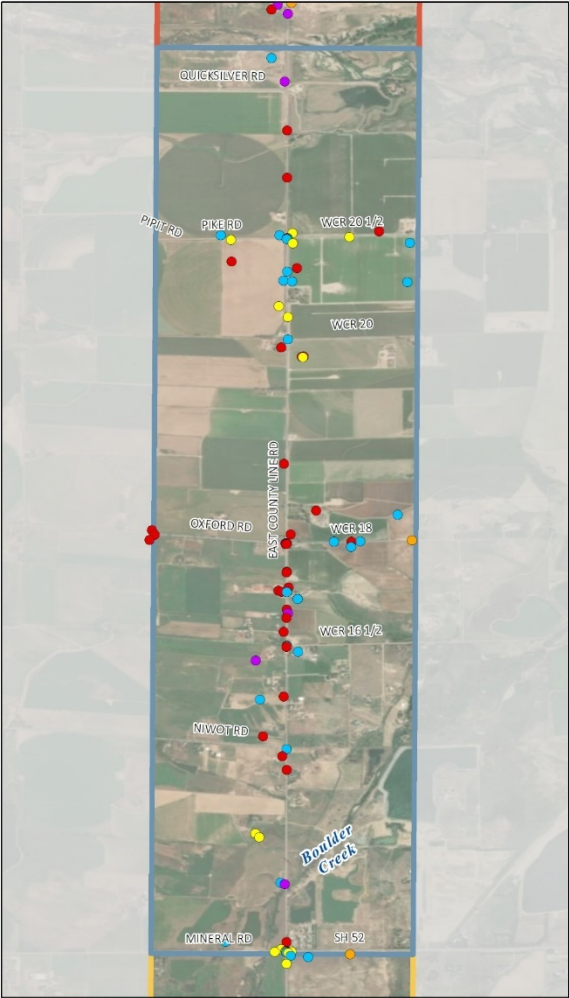 QUICKSILVER RD
PIPIT RD
PIKE RD
WCR 20 1/2
WCR 20
EAST COUNTY LINE RD
OXFORD RD
WCR 18
WCR 16 1/2
NIWOT RD
Boulder
Creek
MINERAL RD
SH 52